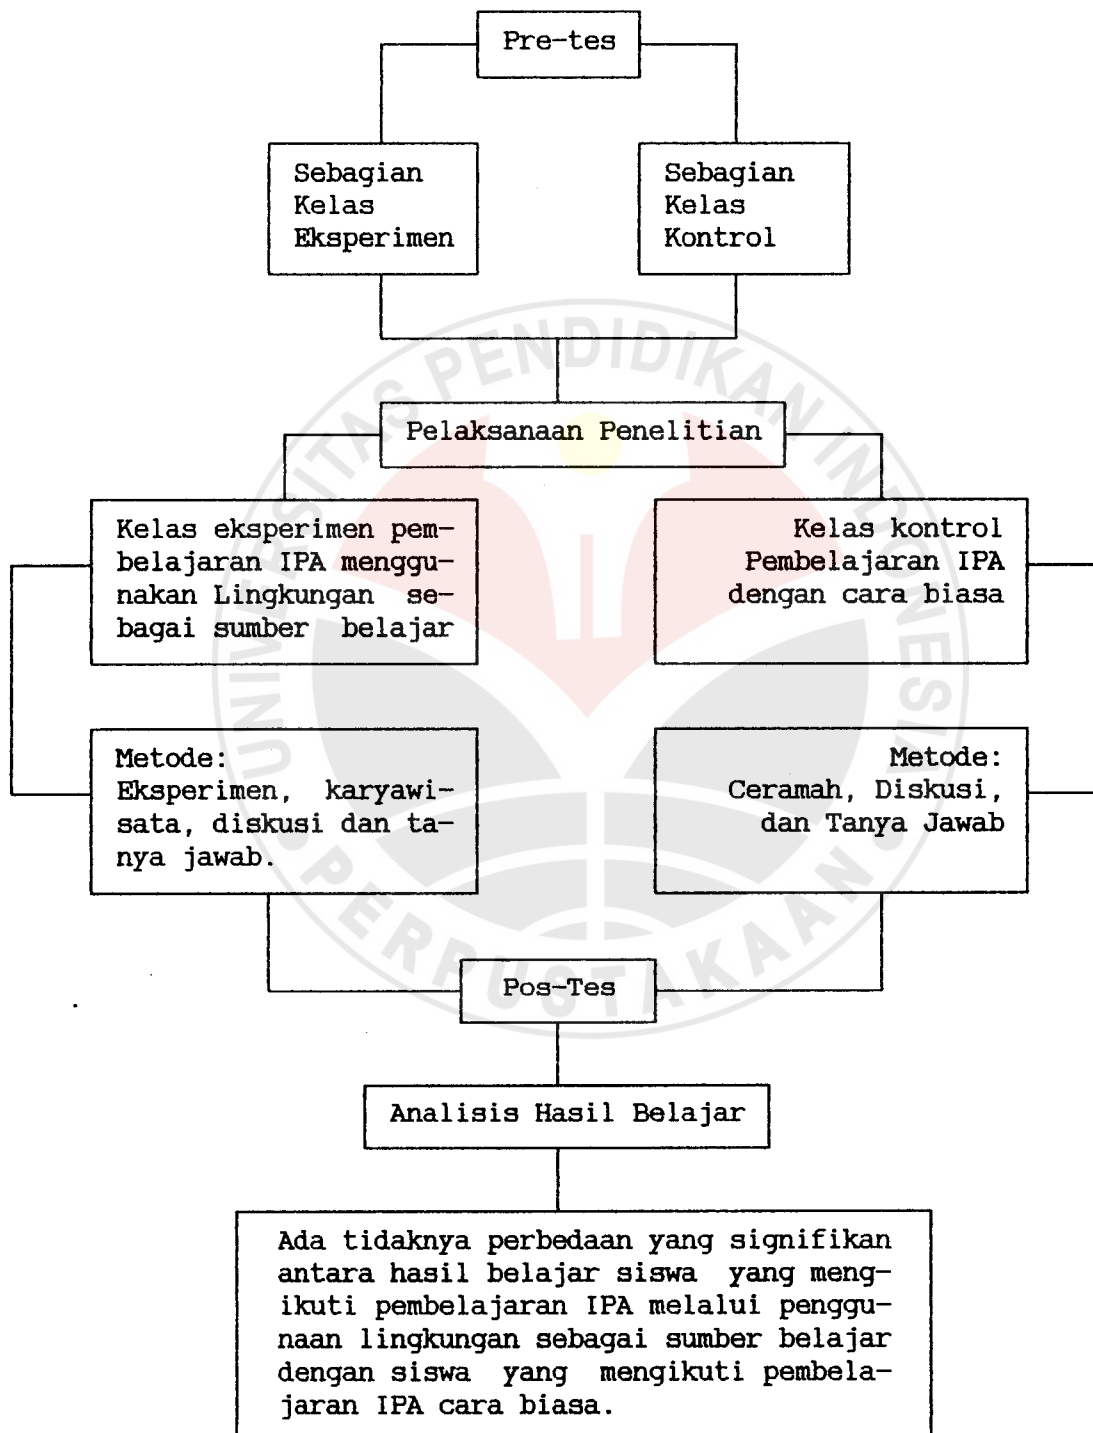 Pre-tes
Sebagian
Kelas
Eksperimen
Sebagian
Kelas
Kontrol
Pelaksanaan Penelitian
Kelas eksperimen pem-
belajaran IPA menggu-
nakan Lingkungan se-
bagai sumber belajar
Kelas kontrol
Pembelajaran IPA
dengan cara biasa
Metode:
Eksperimen, karyawi-
sata, diskusi dan ta-
nya jawab.
Metode:
Ceramah, Diskusi,
dan Tanya Jawab
Pos-Tes
Analisis Hasil Belajar
Ada tidaknya perbedaan yang signifikan
antara hasil belajar siswa yang meng-
ikuti pembelajaran IPA melalui penggu-
naan lingkungan sebagai sumber belajar
dengan siswa yang mengikuti pembela-
jaran IPA cara biasa.
UNIVERSITAS PENDIDIKAN INDONESIA
PERPUSTAKAAN